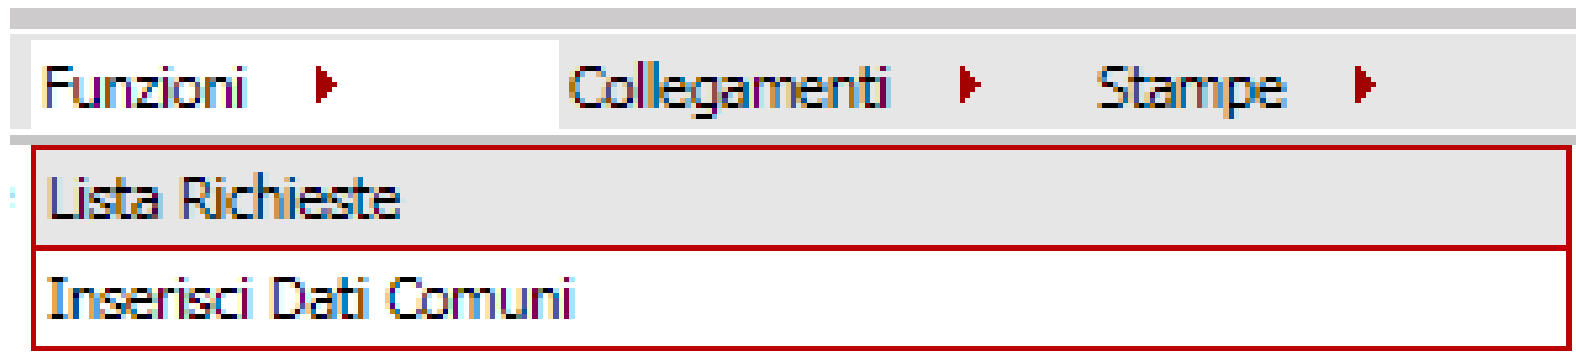 Funzioni Collegamenti Stampe
Lista Richieste
Inserisci Dati Comuni